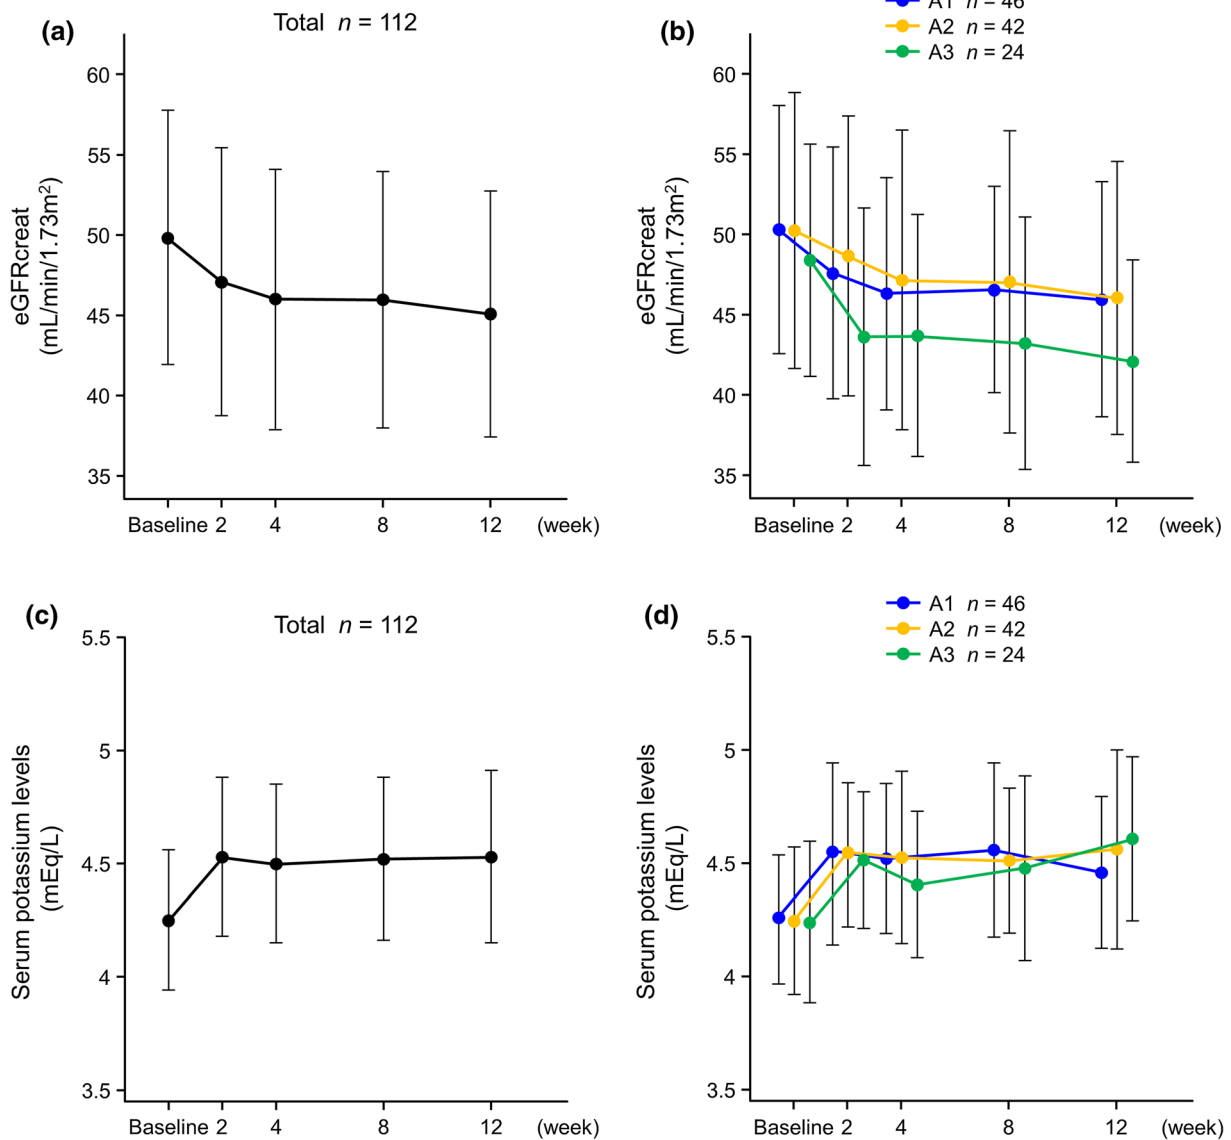 (a)
Total n = 112
eGFRcreat
(mL/min/1.73m²)
60
55
50
45
40
35
Baseline 2 4 8 12 (week)
(b)
A1 n = 46
A2 n = 42
A3 n = 24
eGFRcreat
(mL/min/1.73m²)
60
55
50
45
40
35
Baseline 2 4 8 12 (week)
(c)
Total n = 112
Serum potassium levels
(mEq/L)
5.5
5
4.5
4
3.5
Baseline 2 4 8 12 (week)
(d)
A1 n = 46
A2 n = 42
A3 n = 24
Serum potassium levels
(mEq/L)
5.5
5
4.5
4
3.5
Baseline 2 4 8 12 (week)